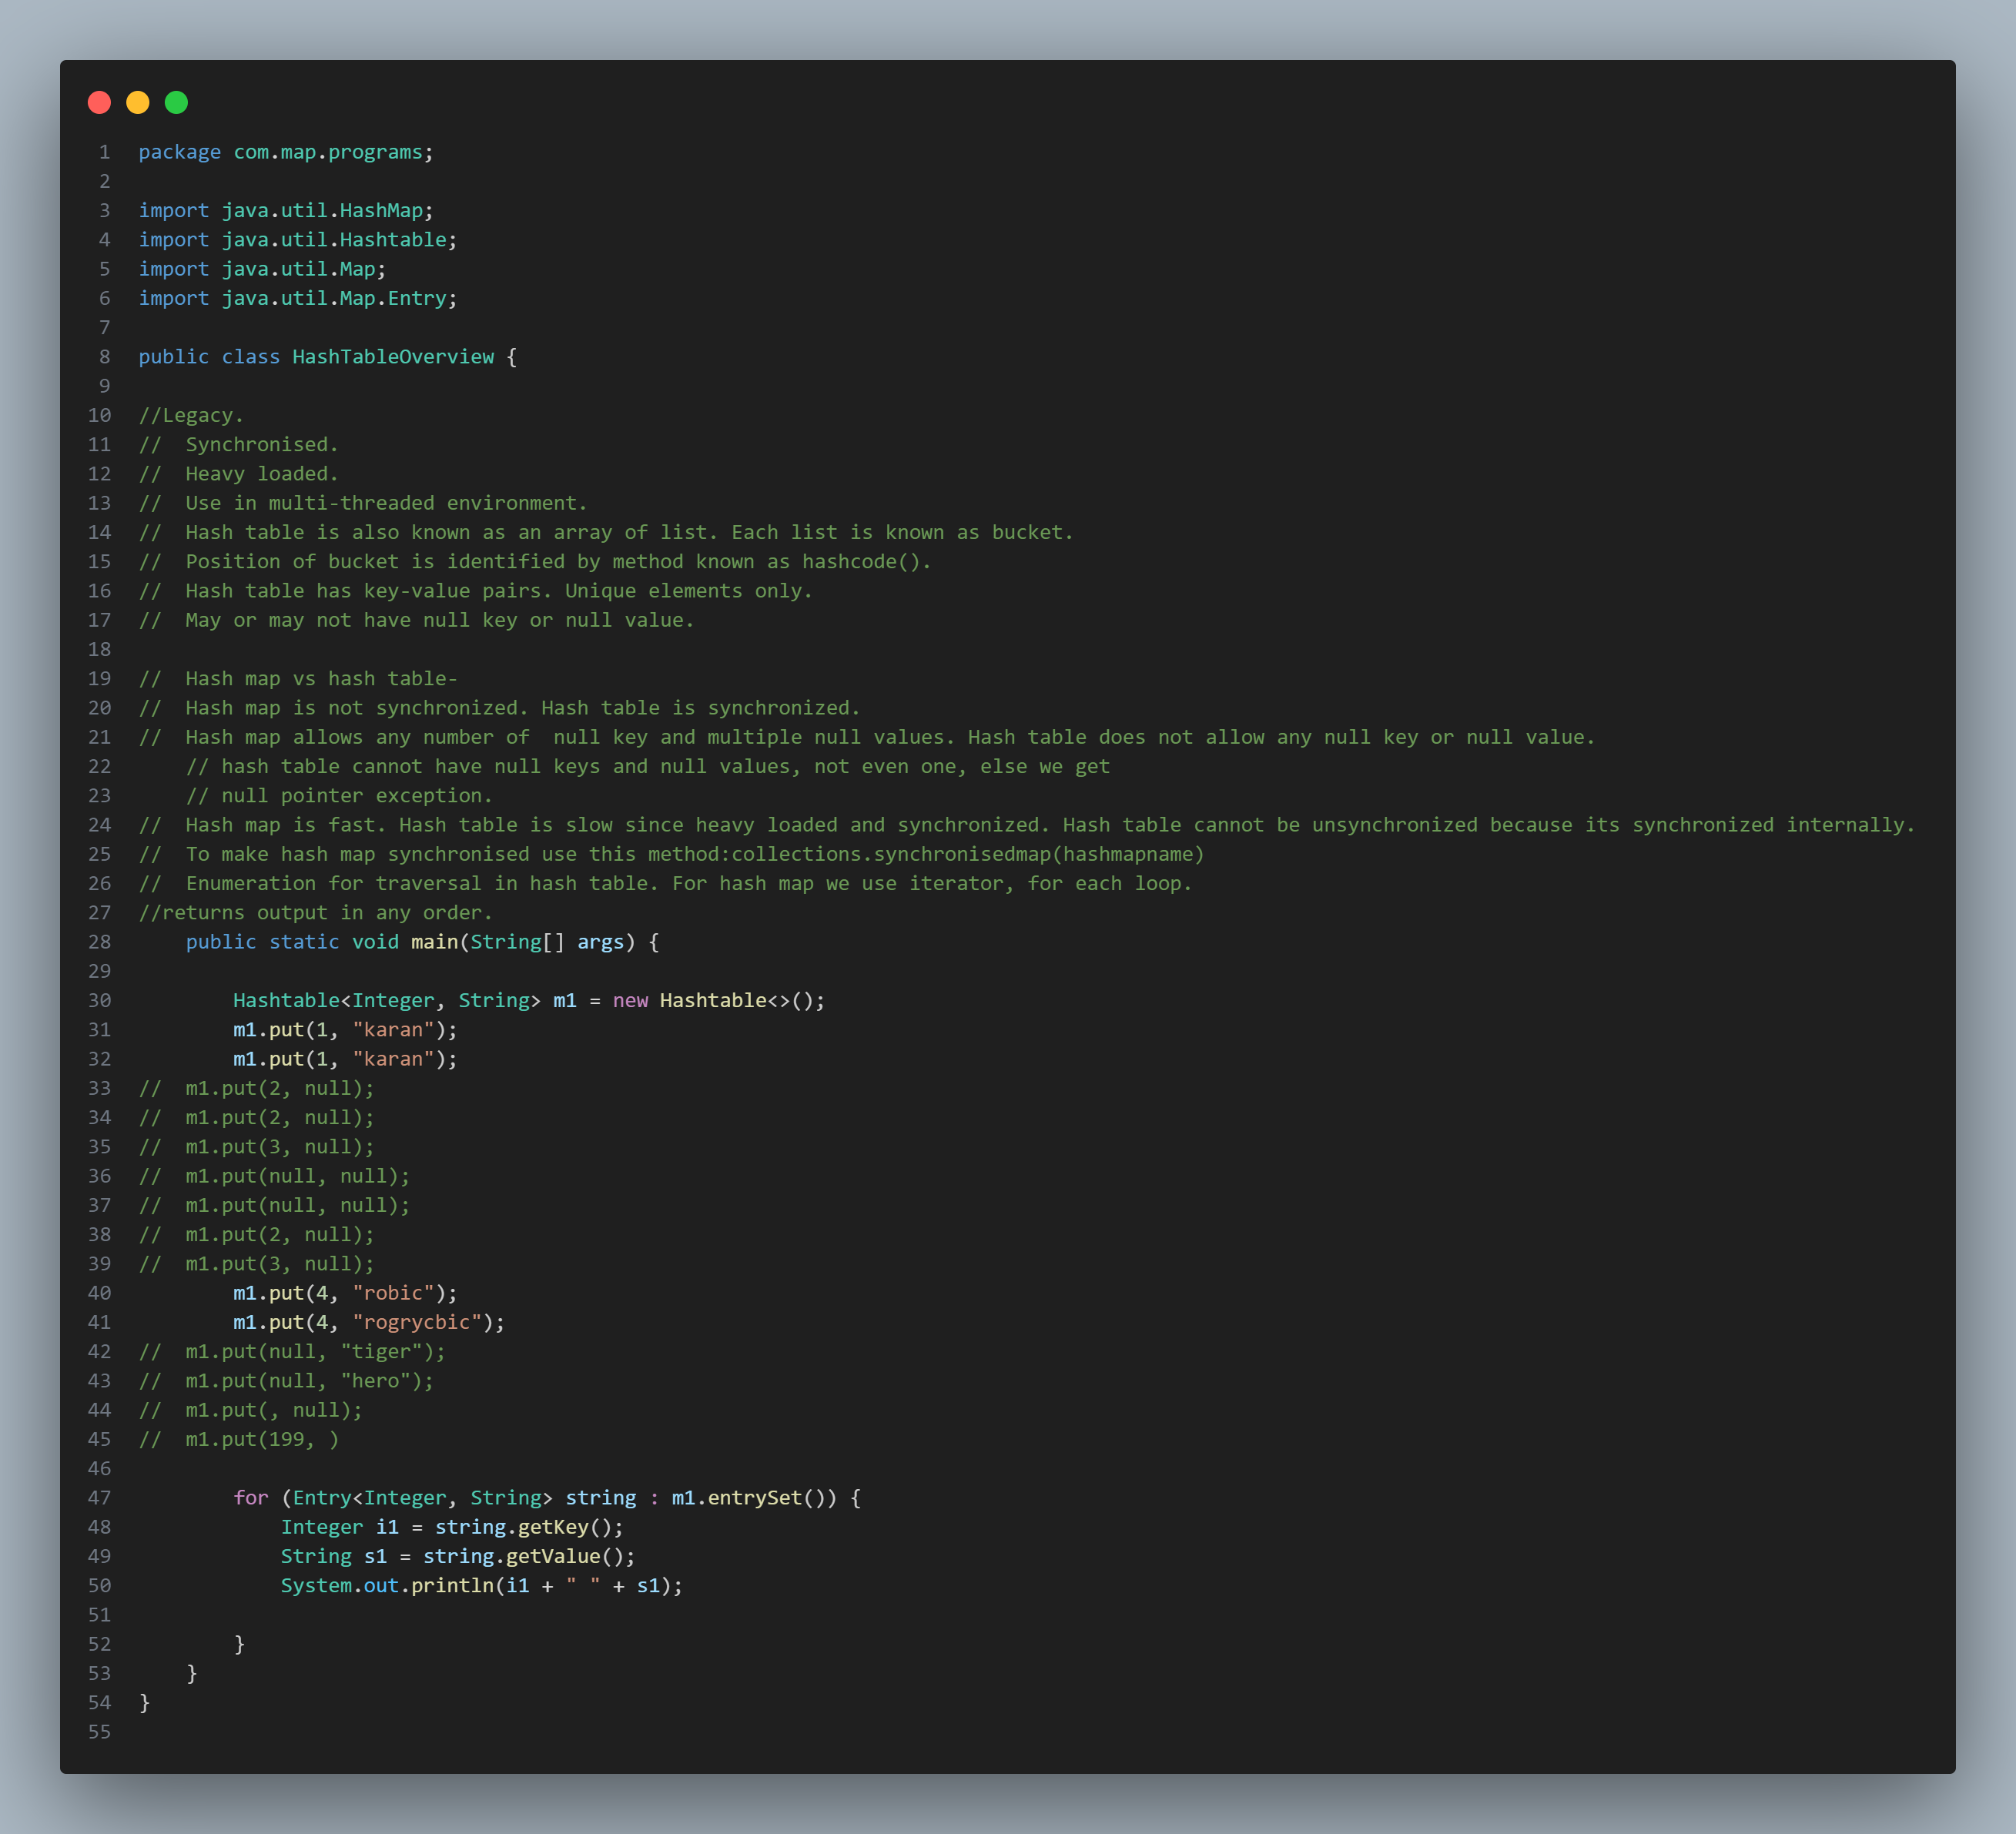 1 package com.map.programs;
2
3 import java.util.HashMap;
4 import java.util.Hashtable;
5 import java.util.Map;
6 import java.util.Map.Entry;
7
8 public class HashTableOverview {
9
10 //Legacy.
11 //  Synchronised.
12 //  Heavy loaded.
13 //  Use in multi-threaded environment.
14 //  Hash table is also known as an array of list. Each list is known as bucket.
15 //  Position of bucket is identified by method known as hashcode().
16 //  Hash table has key-value pairs. Unique elements only.
17 //  May or may not have null key or null value.
18
19 //  Hash map vs hash table-
20 //  Hash map is not synchronized. Hash table is synchronized.
21 //  Hash map allows any number of  null key and multiple null values. Hash table does not allow any null key or null value.
22     // hash table cannot have null keys and null values, not even one, else we get
23     // null pointer exception.
24 //  Hash map is fast. Hash table is slow since heavy loaded and synchronized. Hash table cannot be unsynchronized because its synchronized internally.
25 //  To make hash map synchronised use this method:collections.synchronisedmap(hashmapname)
26 //  Enumeration for traversal in hash table. For hash map we use iterator, for each loop.
27 //returns output in any order.
28     public static void main(String[] args) {
29
30         Hashtable<Integer, String> m1 = new Hashtable<>();
31         m1.put(1, "karan");
32         m1.put(1, "karan");
33 //  m1.put(2, null);
34 //  m1.put(2, null);
35 //  m1.put(3, null);
36 //  m1.put(null, null);
37 //  m1.put(null, null);
38 //  m1.put(2, null);
39 //  m1.put(3, null);
40         m1.put(4, "robic");
41         m1.put(4, "rogrycbic");
42 //  m1.put(null, "tiger");
43 //  m1.put(null, "hero");
44 //  m1.put(, null);
45 //  m1.put(199, )
46
47         for (Entry<Integer, String> string : m1.entrySet()) {
48             Integer i1 = string.getKey();
49             String s1 = string.getValue();
50             System.out.println(i1 + " " + s1);
51
52         }
53     }
54 }
55